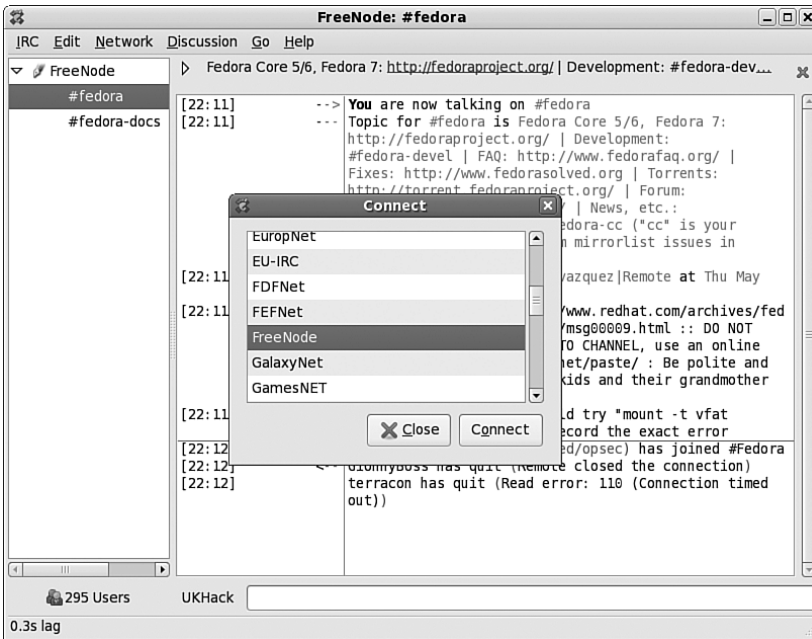 FreeNode: #fedora
IRC Edit Network Discussion Go Help
FreeNode
#fedora
#fedora-docs
Fedora Core 5/6, Fedora 7: http://fedoraproject.org/ | Development: #fedora-dev...
[22:11] --> You are now talking on #fedora
[22:11] --- Topic for #fedora is Fedora Core 5/6, Fedora 7:
http://fedoraproject.org/ | Development:
#fedora-devel | FAQ: http://www.fedorafaq.org/ |
Fixes: http://www.fedorasolved.org | Torrents:
http://torrent.fedoraproject.org/ | Forum:
/ | News, etc.:
edora-cc ("cc" is your
mirrorlist issues in
[22:11 vazquez|Remote at Thu May
[22:11 /www.redhat.com/archives/fed
/msg00009.html :: DO NOT
TO CHANNEL, use an online
net/paste/ : Be polite and
kids and their grandmother
[22:11 ld try "mount -t vfat
ecord the exact error
[22:12 ed/opsec) has joined #Fedora
[22:12] <-- GionnyBoss has quit (Remote closed the connection)
[22:12] terracon has quit (Read error: 110 (Connection timed
out))
Connect
EuropNet
EU-IRC
FDFNet
FEFNet
FreeNode
GalaxyNet
GamesNET
Close Connect
295 Users UKHack
0.3s lag